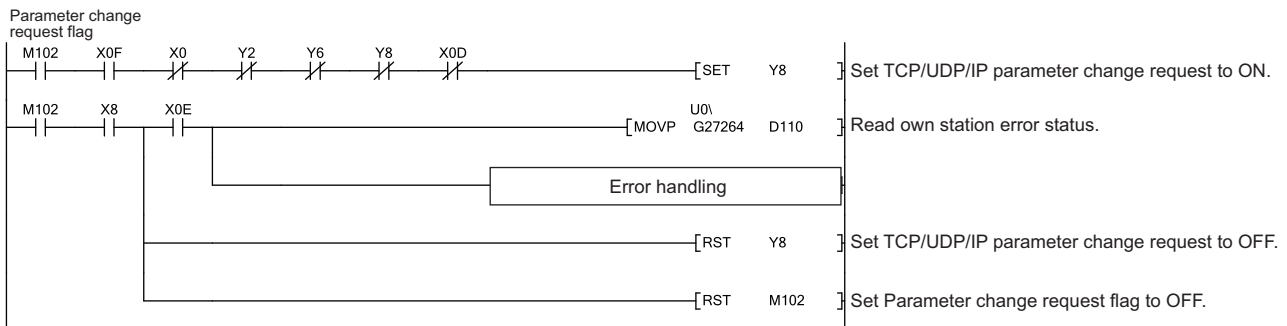 Parameter change
request flag
M102 X0F X0 Y2 Y6 Y8 X0D
SET Y8 Set TCP/UDP/IP parameter change request to ON.
M102 X8 X0E U0\
MOVP G27264 D110 Read own station error status.
Error handling
RST Y8 Set TCP/UDP/IP parameter change request to OFF.
RST M102 Set Parameter change request flag to OFF.